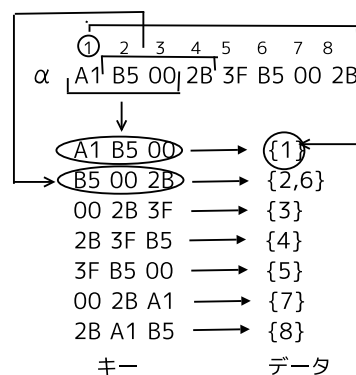 1 2 3 4 5 6 7 8
α A1 B5 00 2B 3F B5 00 2B
A1 B5 00 {1}
B5 00 2B {2,6}
00 2B 3F {3}
2B 3F B5 {4}
3F B5 00 {5}
00 2B A1 {7}
2B A1 B5 {8}
キー データ